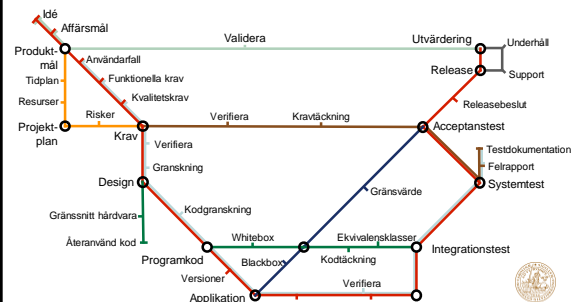 Idé
Affärsmål
Produkt-
mål
Validera
Utvärdering
Underhåll
Användarfall
Tidplan
Funktionella krav
Release
Support
Resurser
Kvalitetskrav
Releasebeslut
Risker
Verifiera
Kravtäckning
Projekt-
plan
Krav
Acceptanstest
Verifiera
Testdokumentation
Granskning
Felrapport
Design
Gränsvärde
Systemtest
Kodgranskning
Gränssnitt hårdvara
Whitebox
Ekvivalensklasser
Återanvänd kod
Programkod
Blackbox
Kodtäckning
Integrationstest
Versioner
Verifiera
Applikation